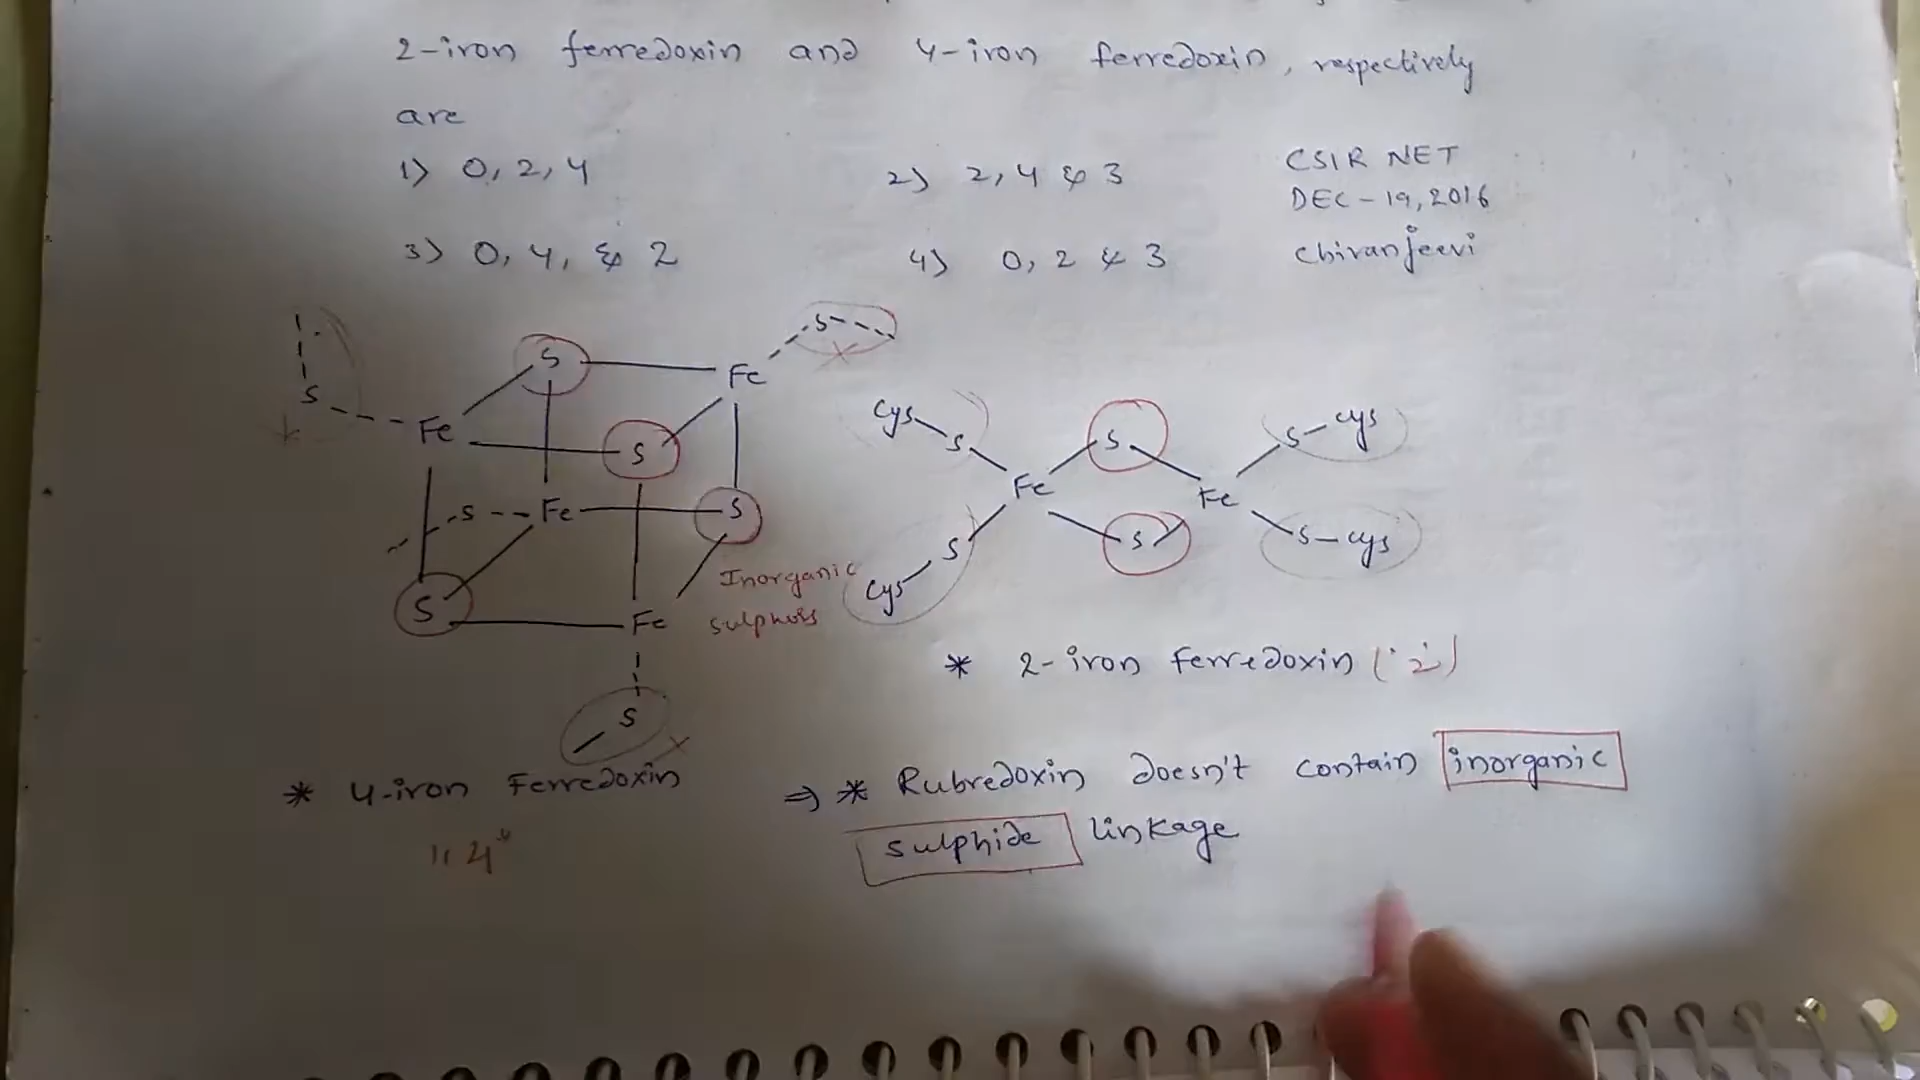 2-iron ferredoxin and 4-iron ferredoxin, respectively
are
1) 0, 2, 4
2) 2, 4 & 3
CSIR NET
DEC-19, 2016
3) 0, 4, & 2
4) 0, 2 & 3
Chiranjeevi
S
S
Fe
S
Fe
S
S
Fe
S
S
Fe
S
Inorganic
Cys
S
S
S
Cys
Fe
Fe
S
S
S
Cys
Cys
* 2-iron ferredoxin (2)
* 4-iron Ferredoxin
4
⇒ * Rubredoxin doesn't contain inorganic
sulphide linkage